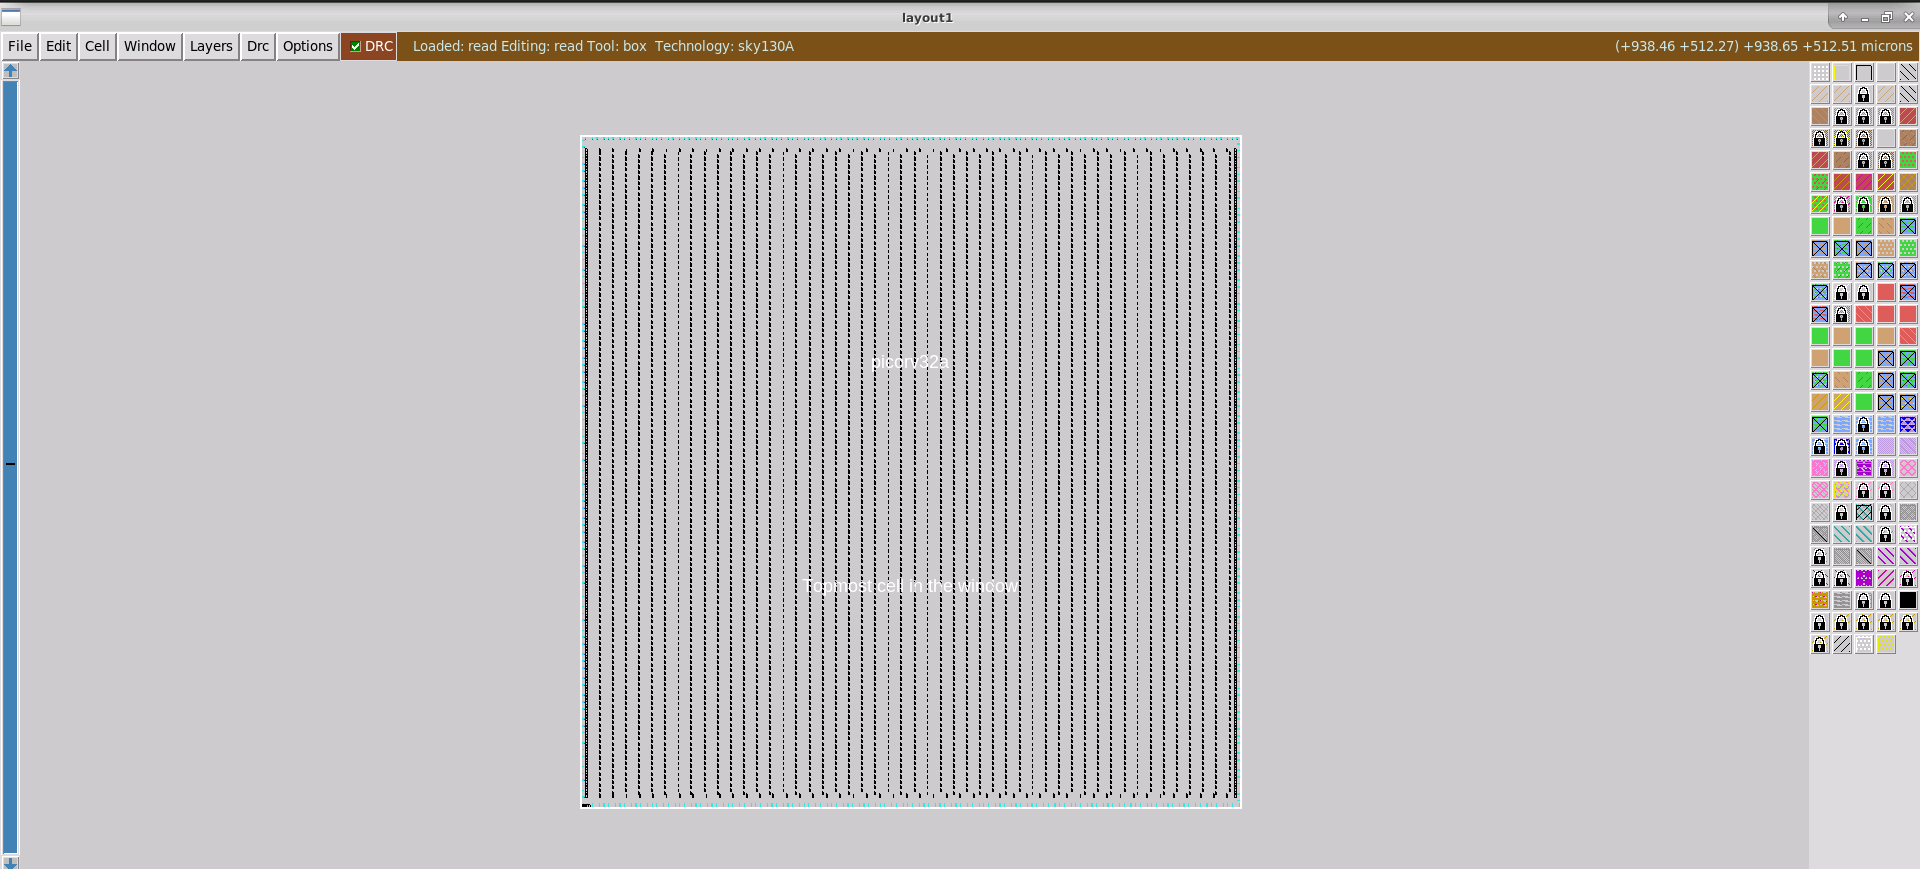 layout1
File Edit Cell Window Layers Drc Options DRC Loaded: read Editing: read Tool: box Technology: sky130A (+938.46 +512.27) +938.65 +512.51 microns
picorv32a
Topmost cell in the window